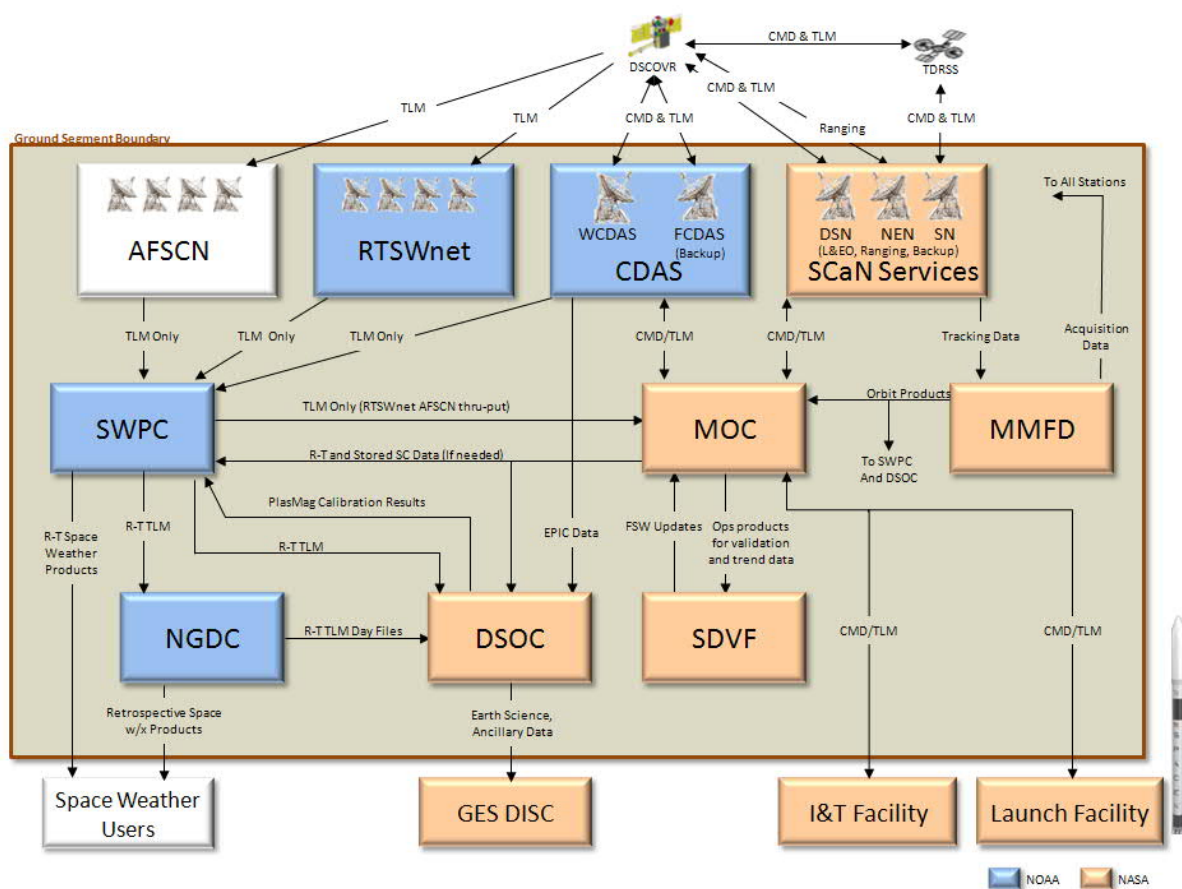 DSCOVR
CMD & TLM
TDRSS
TLM
TLM
CMD & TLM
CMD & TLM
Ranging
CMD & TLM
Ground Segment Boundary
AFSCN
RTSWnet
WCDAS
FCDAS
(Backup)
CDAS
DSN
NEN
SN
(L&EO, Ranging, Backup)
SCaN Services
To All Stations
TLM Only
TLM Only
TLM Only
CMD/TLM
CMD/TLM
Tracking Data
Acquisition
Data
SWPC
TLM Only (RTSWnet AFSCN thru-put)
MOC
Orbit Products
MMFD
R-T and Stored SC Data (If needed)
To SWPC
And DSOC
PlasMag Calibration Results
R-T Space
Weather
Products
R-T TLM
R-T TLM
EPIC Data
FSW Updates
Ops products
for validation
and trend data
NGDC
R-T TLM Day Files
DSOC
SDVF
CMD/TLM
CMD/TLM
Retrospective Space
w/x Products
Earth Science,
Ancillary Data
Space Weather
Users
GES DISC
I&T Facility
Launch Facility
NOAA
NASA